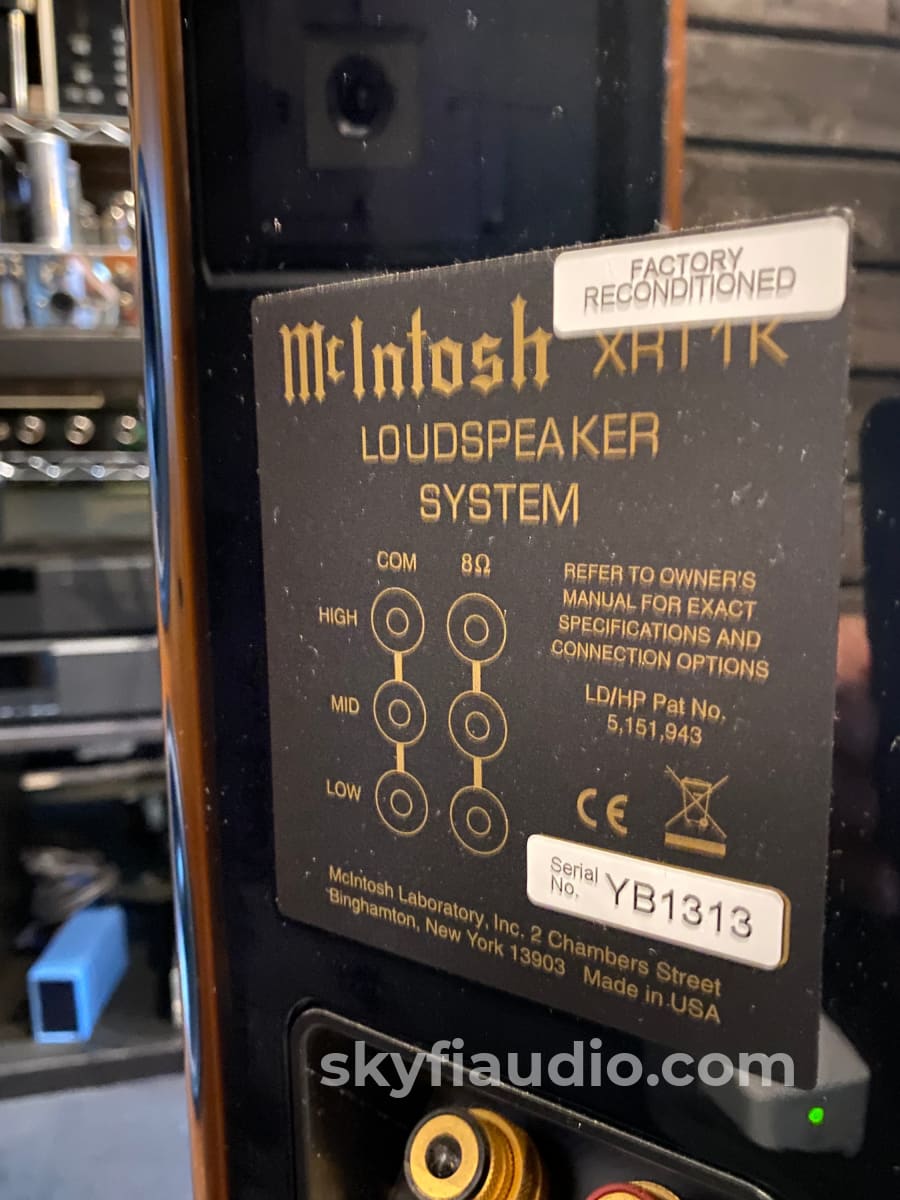 FACTORY
RECONDITIONED
McIntosh XRT1K
LOUDSPEAKER
SYSTEM
COM 8Ω
HIGH
MID
LOW
REFER TO OWNER'S
MANUAL FOR EXACT
SPECIFICATIONS AND
CONNECTION OPTIONS
LD/HP Pat No.
5,151,943
CE
Serial
No. YB1313
McIntosh Laboratory, Inc. 2 Chambers Street
Binghamton, New York 13903 Made in USA
skyfiaudio.com